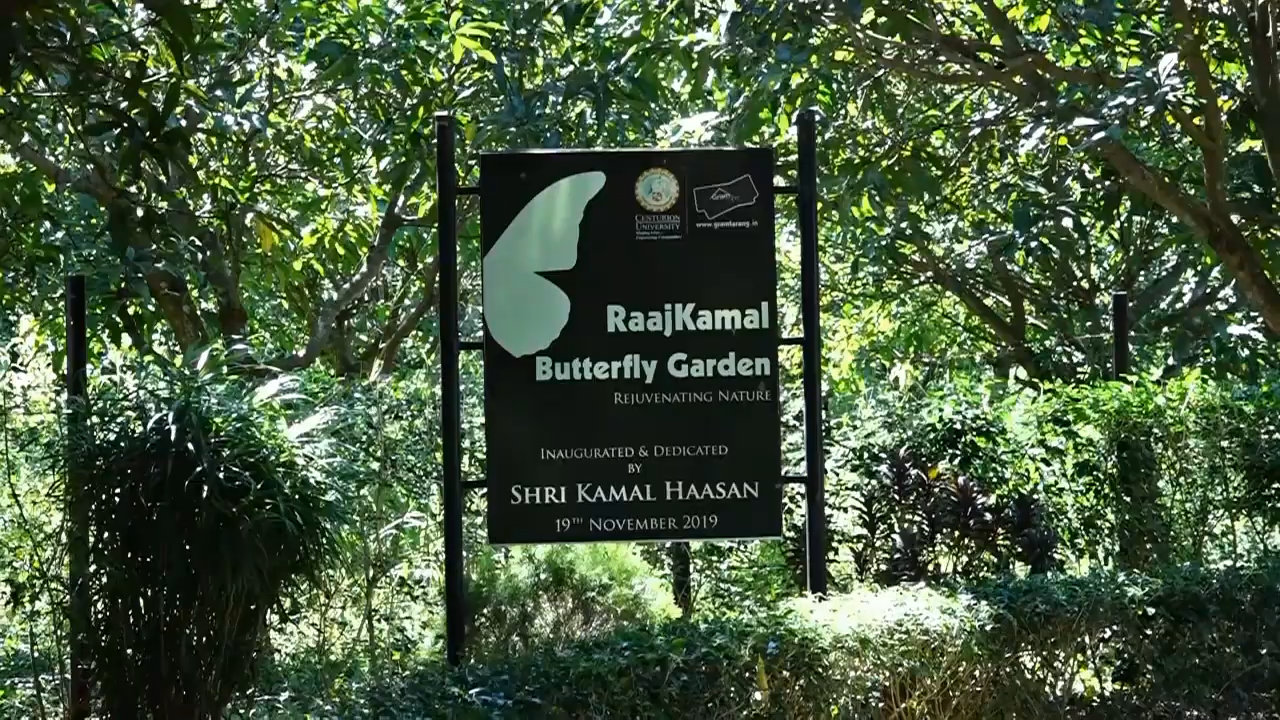 CENTURION
UNIVERSITY
www.gramtarang.in
RaajKamal
Butterfly Garden
REJUVENATING NATURE
INAUGURATED & DEDICATED
BY
SHRI KAMAL HAASAN
19TH NOVEMBER 2019